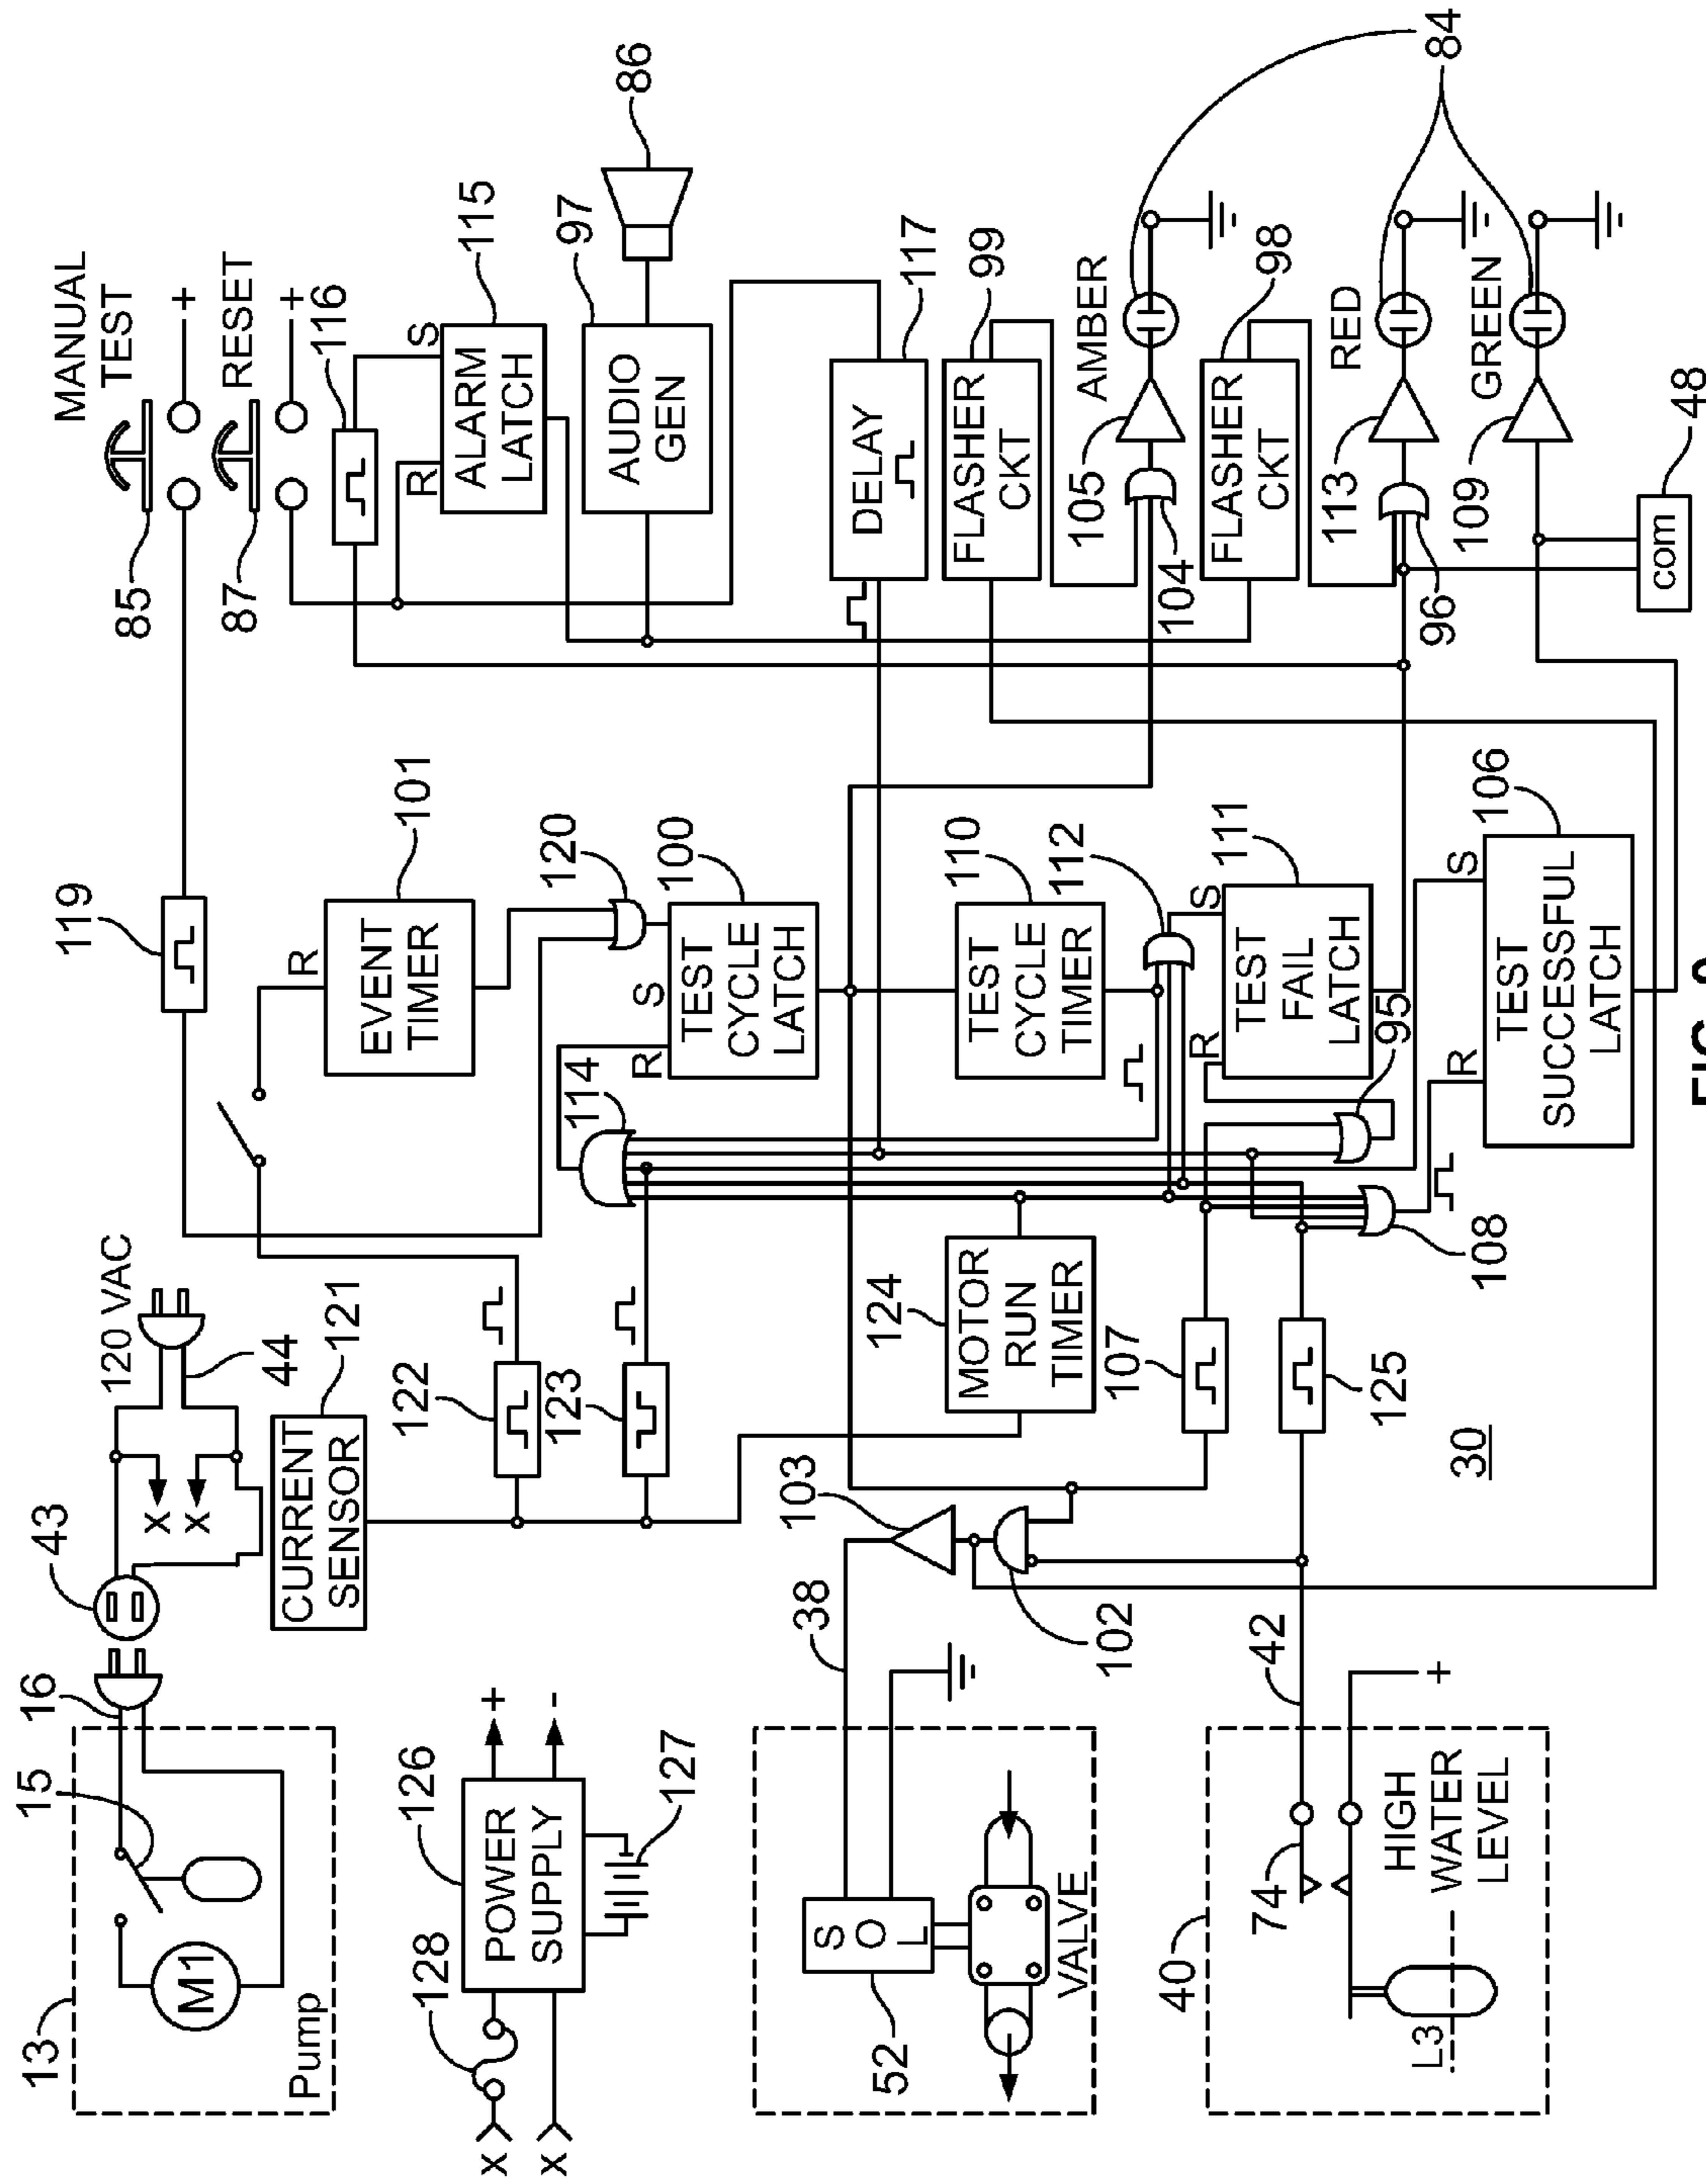 MANUAL
TEST
+
85
RESET
+
87
116
119
120 VAC
44
43
16
15
13
M1
Pump
X
X
CURRENT
SENSOR
121
122
123
R
EVENT
TIMER
101
120
S
R
ALARM
LATCH
115
AUDIO
GEN
97
86
114
R
S
TEST
CYCLE
LATCH
100
DELAY
117
FLASHER
CKT
99
AMBER
84
105
104
FLASHER
CKT
98
RED
113
96
GREEN
109
com
48
TEST
CYCLE
TIMER
110
112
S
R
TEST
FAIL
LATCH
111
95
S
R
TEST
SUCCESSFUL
LATCH
106
108
MOTOR
RUN
TIMER
124
107
125
30
103
102
38
42
POWER
SUPPLY
126
+
-
127
128
X
X
SOL
52
VALVE
40
74
+
HIGH
WATER
LEVEL
L3